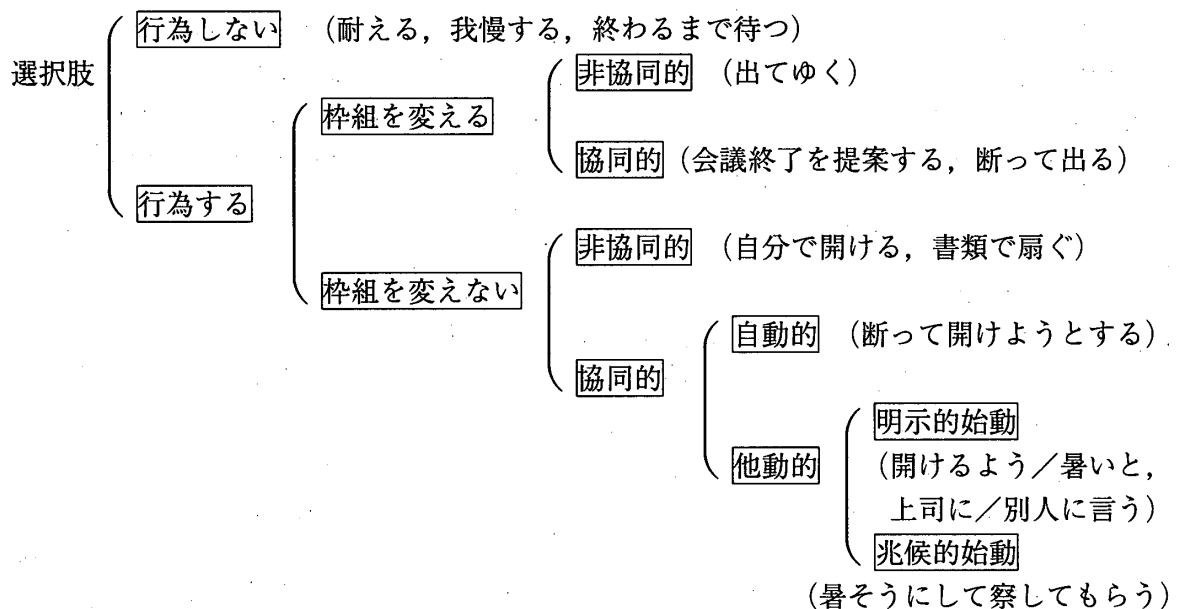 行為しない （耐える，我慢する，終わるまで待つ）
選択肢
非協同的 （出てゆく）
枠組を変える
協同的 （会議終了を提案する，断って出る）
行為する
非協同的 （自分で開ける，書類で扇ぐ）
枠組を変えない
自動的 （断って開けようとする）
協同的
明示的始動
他動的 （開けるよう／暑いと，
上司に／別人に言う）
兆候的始動
（暑そうにして察してもらう）